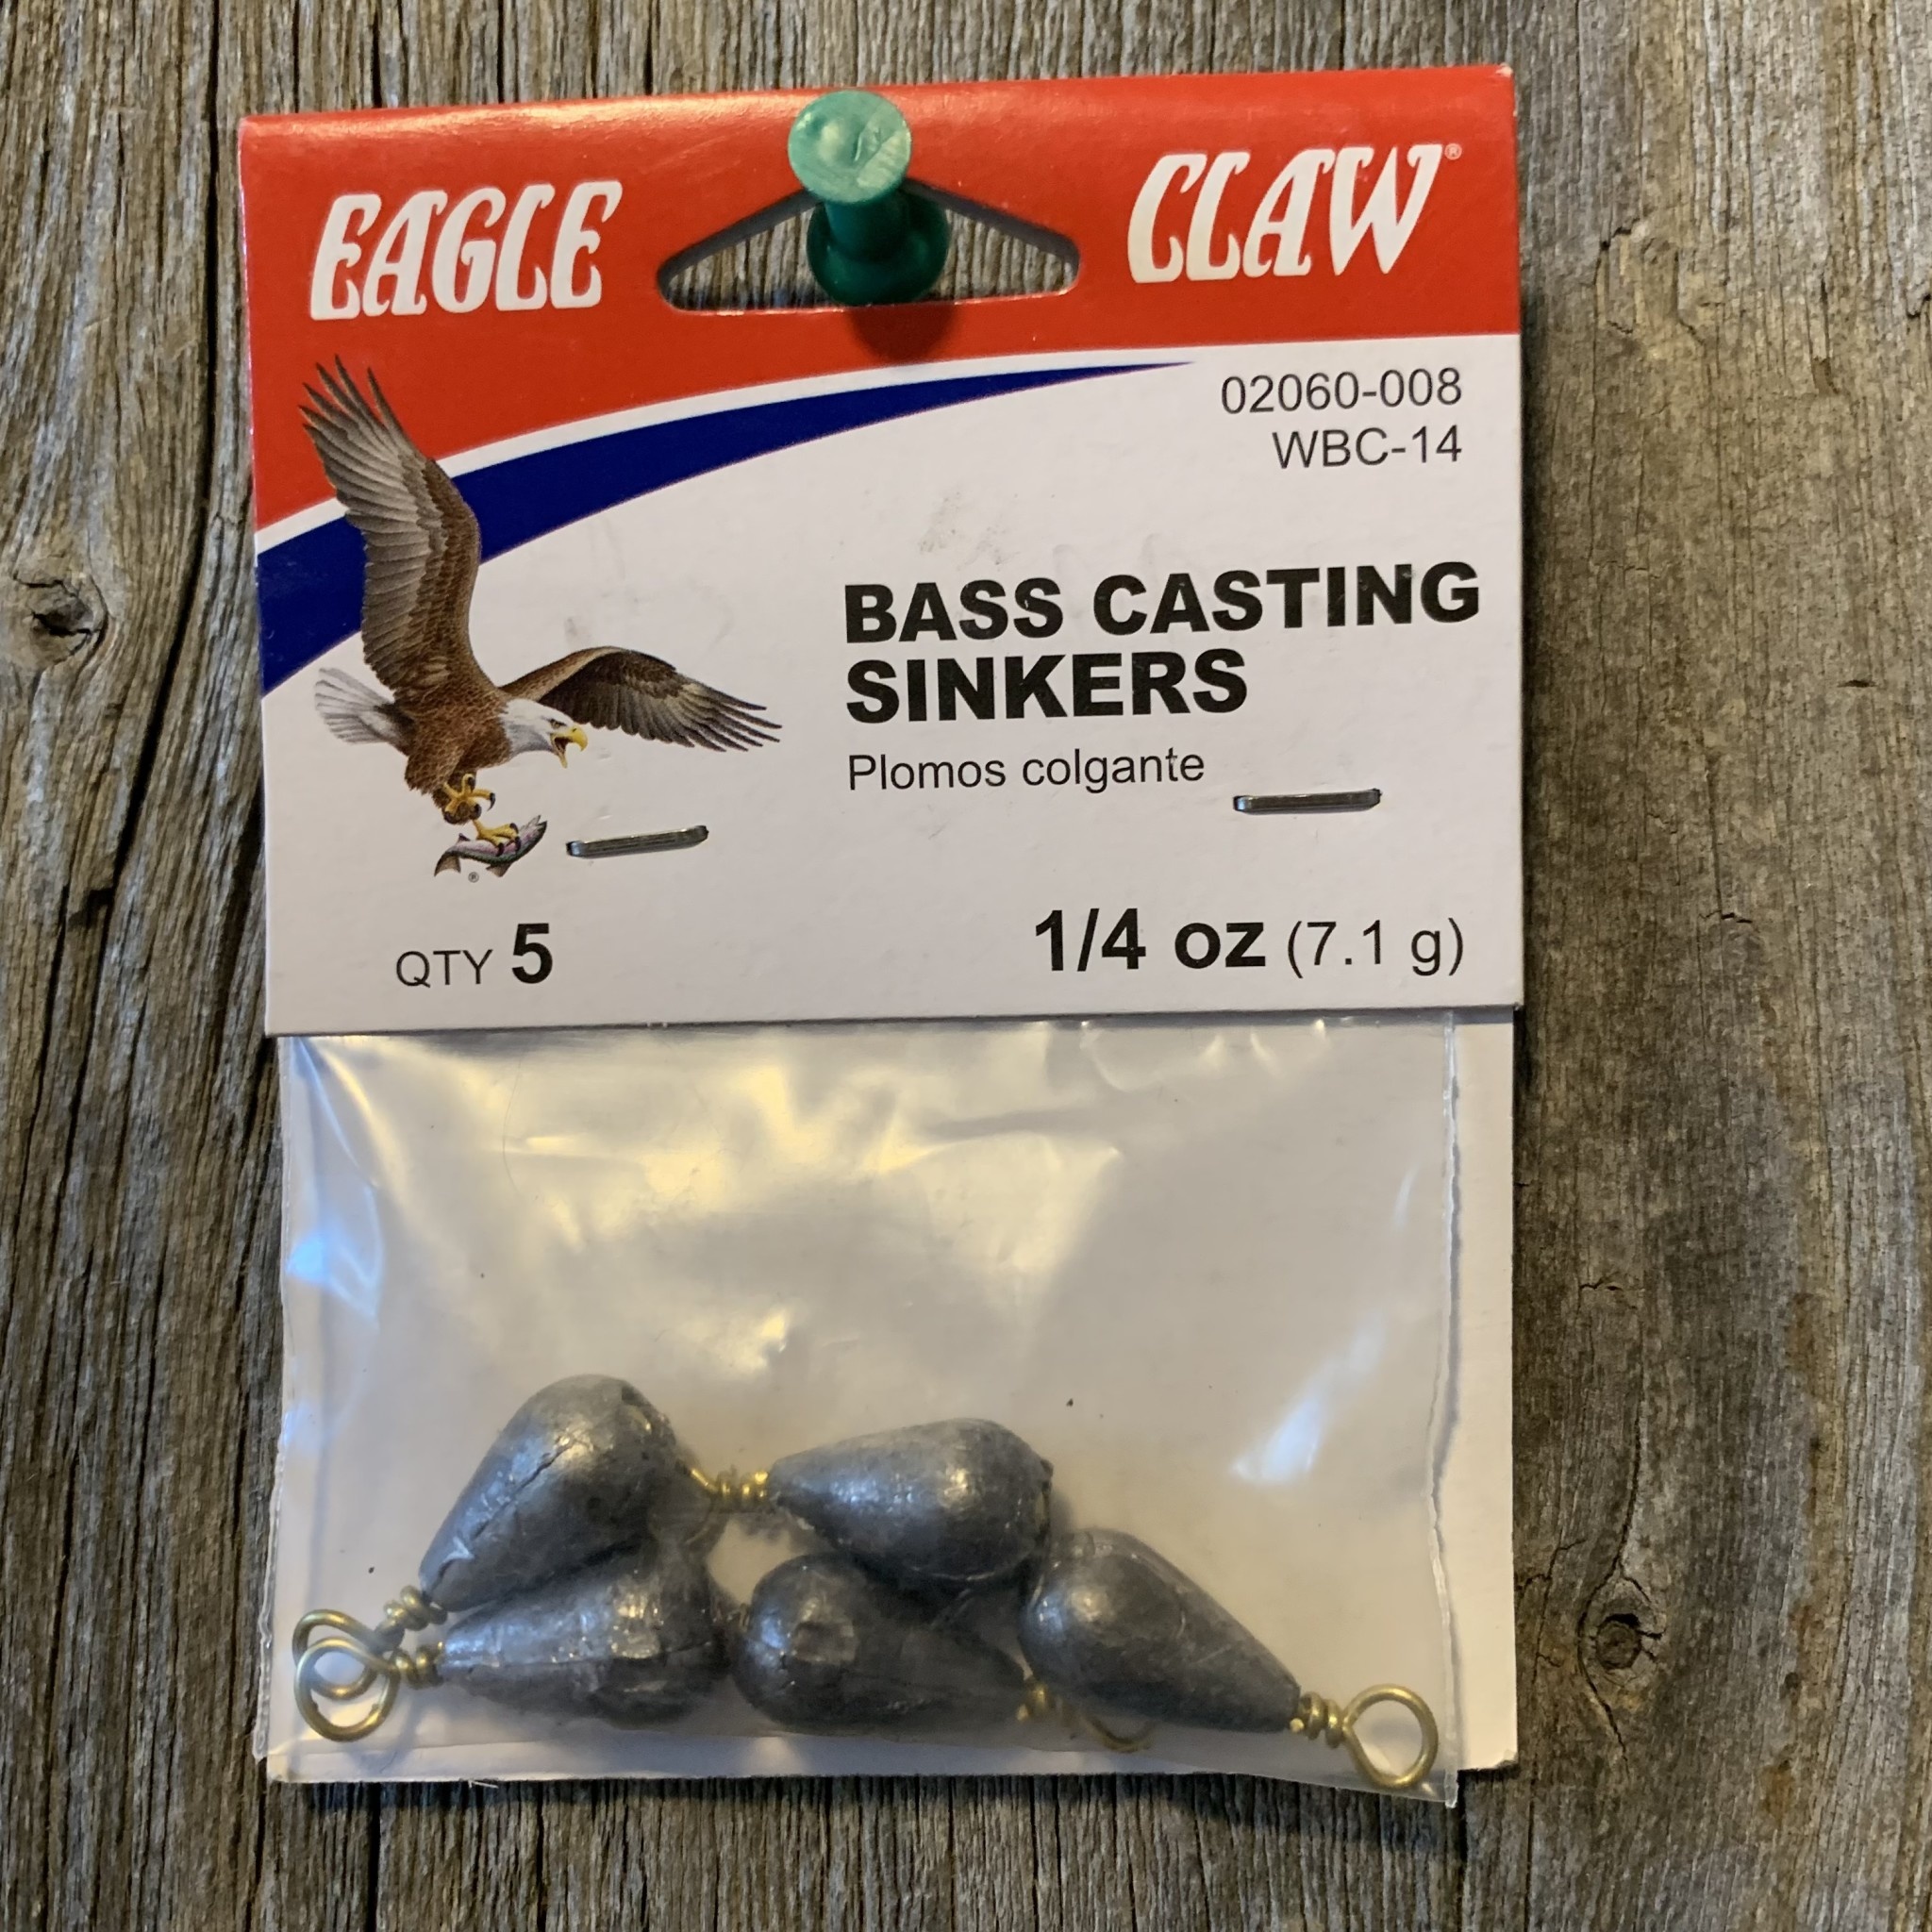 EAGLE CLAW®
02060-008
WBC-14
BASS CASTING
SINKERS
Plomos colgante
®
QTY 5
1/4 oz (7.1 g)